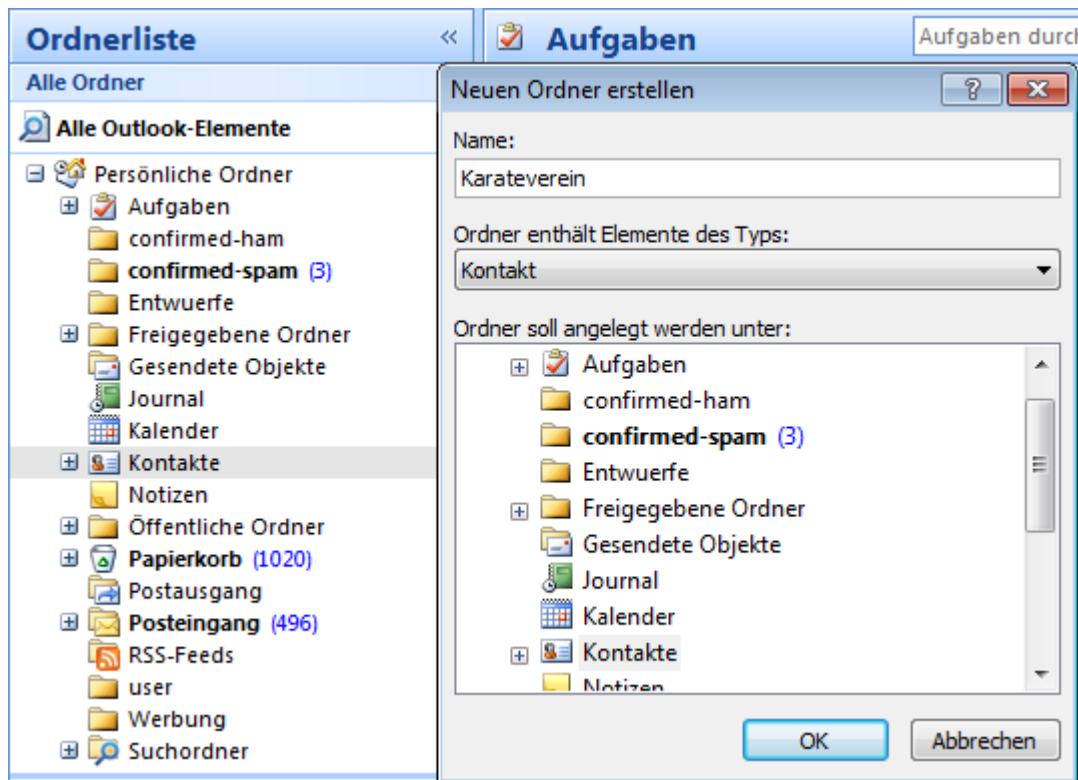 Ordnerliste
Alle Ordner
Alle Outlook-Elemente
Persönliche Ordner
Aufgaben
confirmed-ham
confirmed-spam (3)
Entwuerfe
Freigegebene Ordner
Gesendete Objekte
Journal
Kalender
Kontakte
Notizen
Öffentliche Ordner
Papierkorb (1020)
Postausgang
Posteingang (496)
RSS-Feeds
user
Werbung
Suchordner
Aufgaben
Aufgaben durch
Neuen Ordner erstellen
Name:
Karateverein
Ordner enthält Elemente des Typs:
Kontakt
Ordner soll angelegt werden unter:
Aufgaben
confirmed-ham
confirmed-spam (3)
Entwuerfe
Freigegebene Ordner
Gesendete Objekte
Journal
Kalender
Kontakte
Notizen
OK
Abbrechen